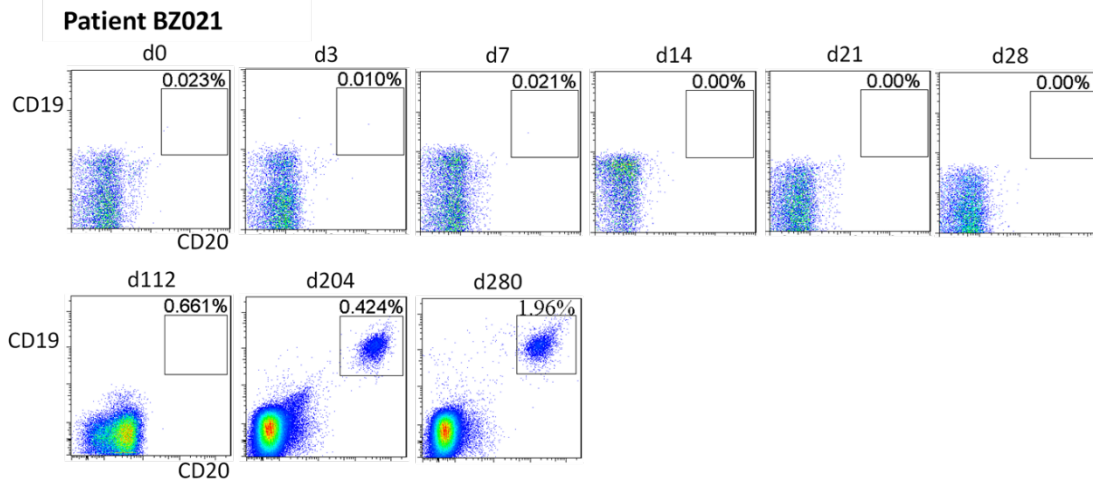 Patient BZ021
d0 d3 d7 d14 d21 d28
0.023% 0.010% 0.021% 0.00% 0.00% 0.00%
CD19
CD20
d112 d204 d280
0.661% 0.424% 1.96%
CD19
CD20